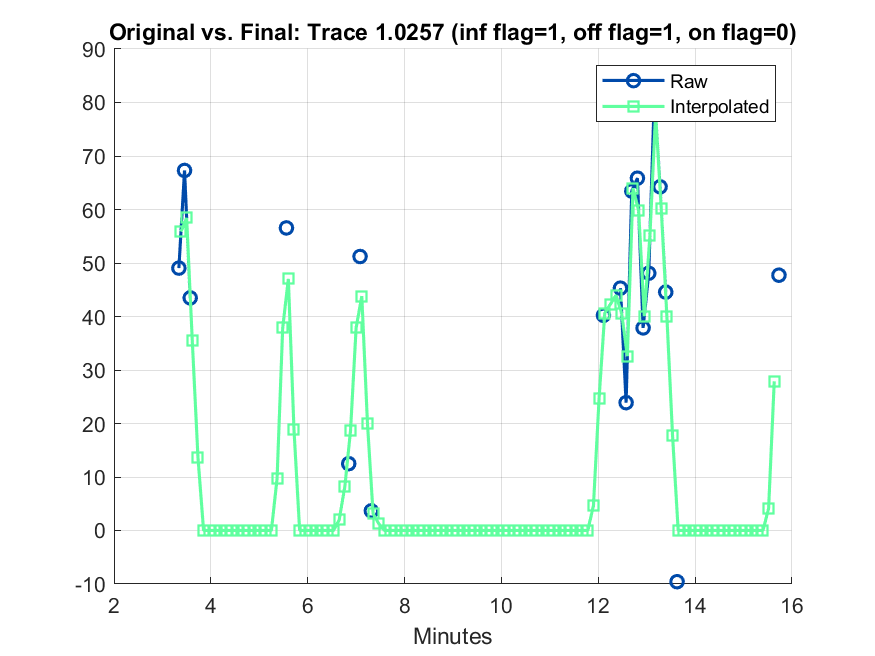 Original vs. Final: Trace 1.0257 (inf flag=1, off flag=1, on flag=0)
90
80
70
60
50
40
30
20
10
0
-10
Raw
Interpolated
2 4 6 8 10 12 14 16
Minutes